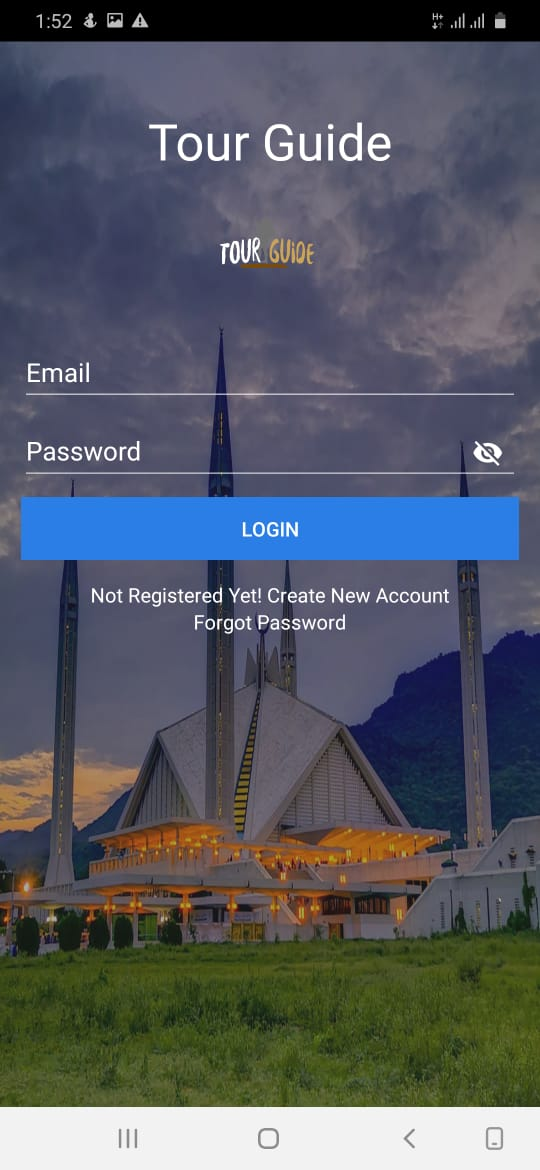 1:52
H+
Tour Guide
TOUR GUIDE
Email
Password
LOGIN
Not Registered Yet! Create New Account
Forgot Password